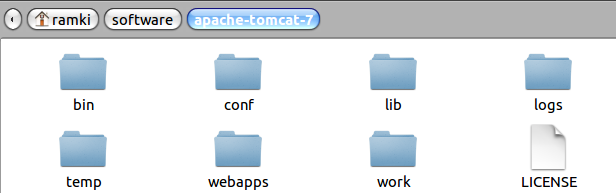 ramki software apache-tomcat-7
bin conf lib logs
temp webapps work LICENSE